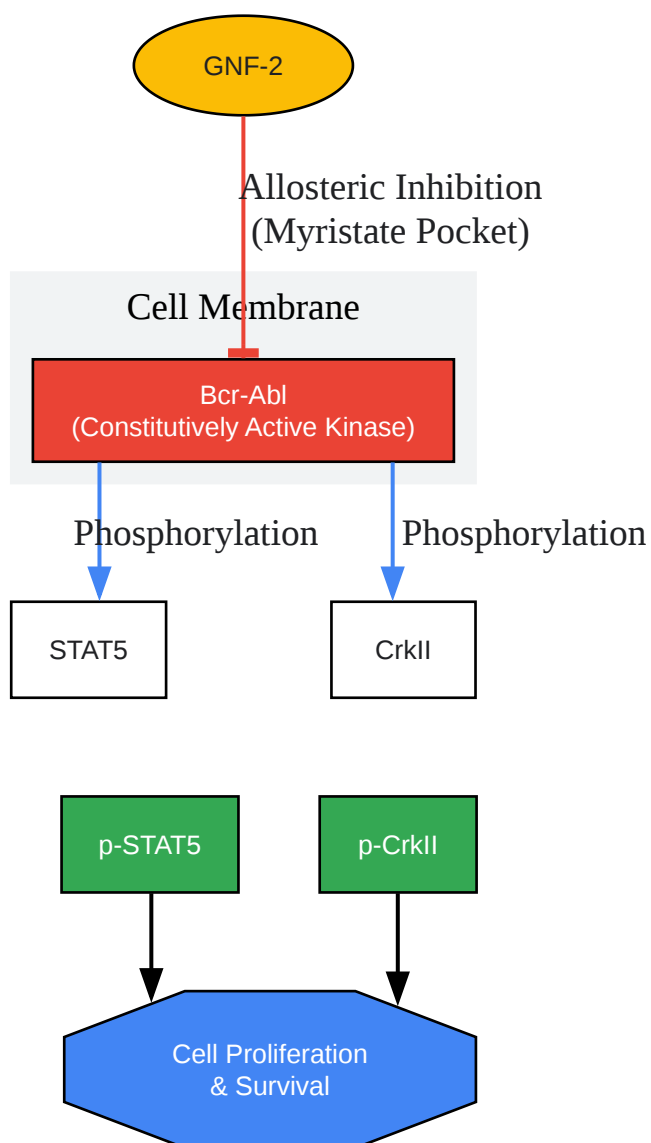 GNF-2
Allosteric Inhibition
(Myristate Pocket)
Cell Membrane
Bcr-Abl
(Constitutively Active Kinase)
Phosphorylation
Phosphorylation
STAT5
CrkII
p-STAT5
p-CrkII
Cell Proliferation
& Survival